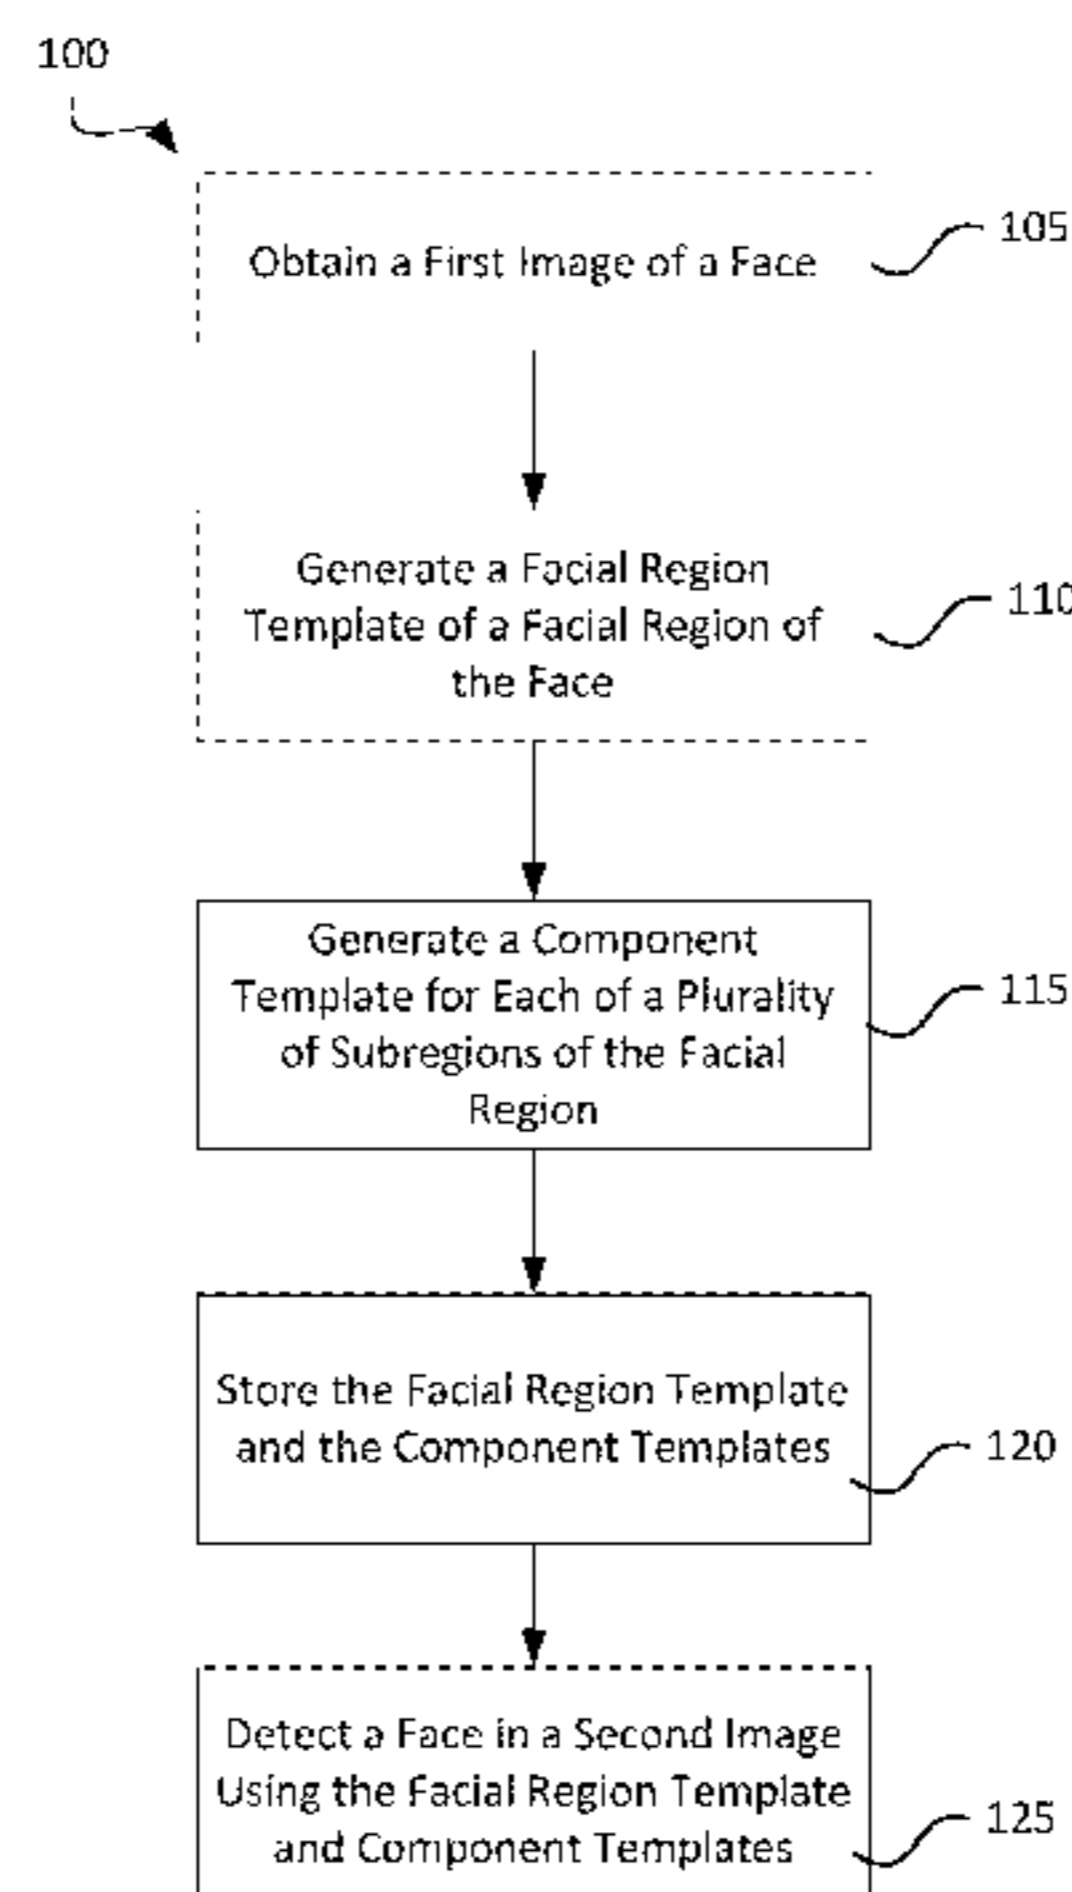 100
Obtain a First Image of a Face
105
Generate a Facial Region
Template of a Facial Region of
the Face
110
Generate a Component
Template for Each of a Plurality
of Subregions of the Facial
Region
115
Store the Facial Region Template
and the Component Templates
120
Detect a Face in a Second Image
Using the Facial Region Template
and Component Templates
125